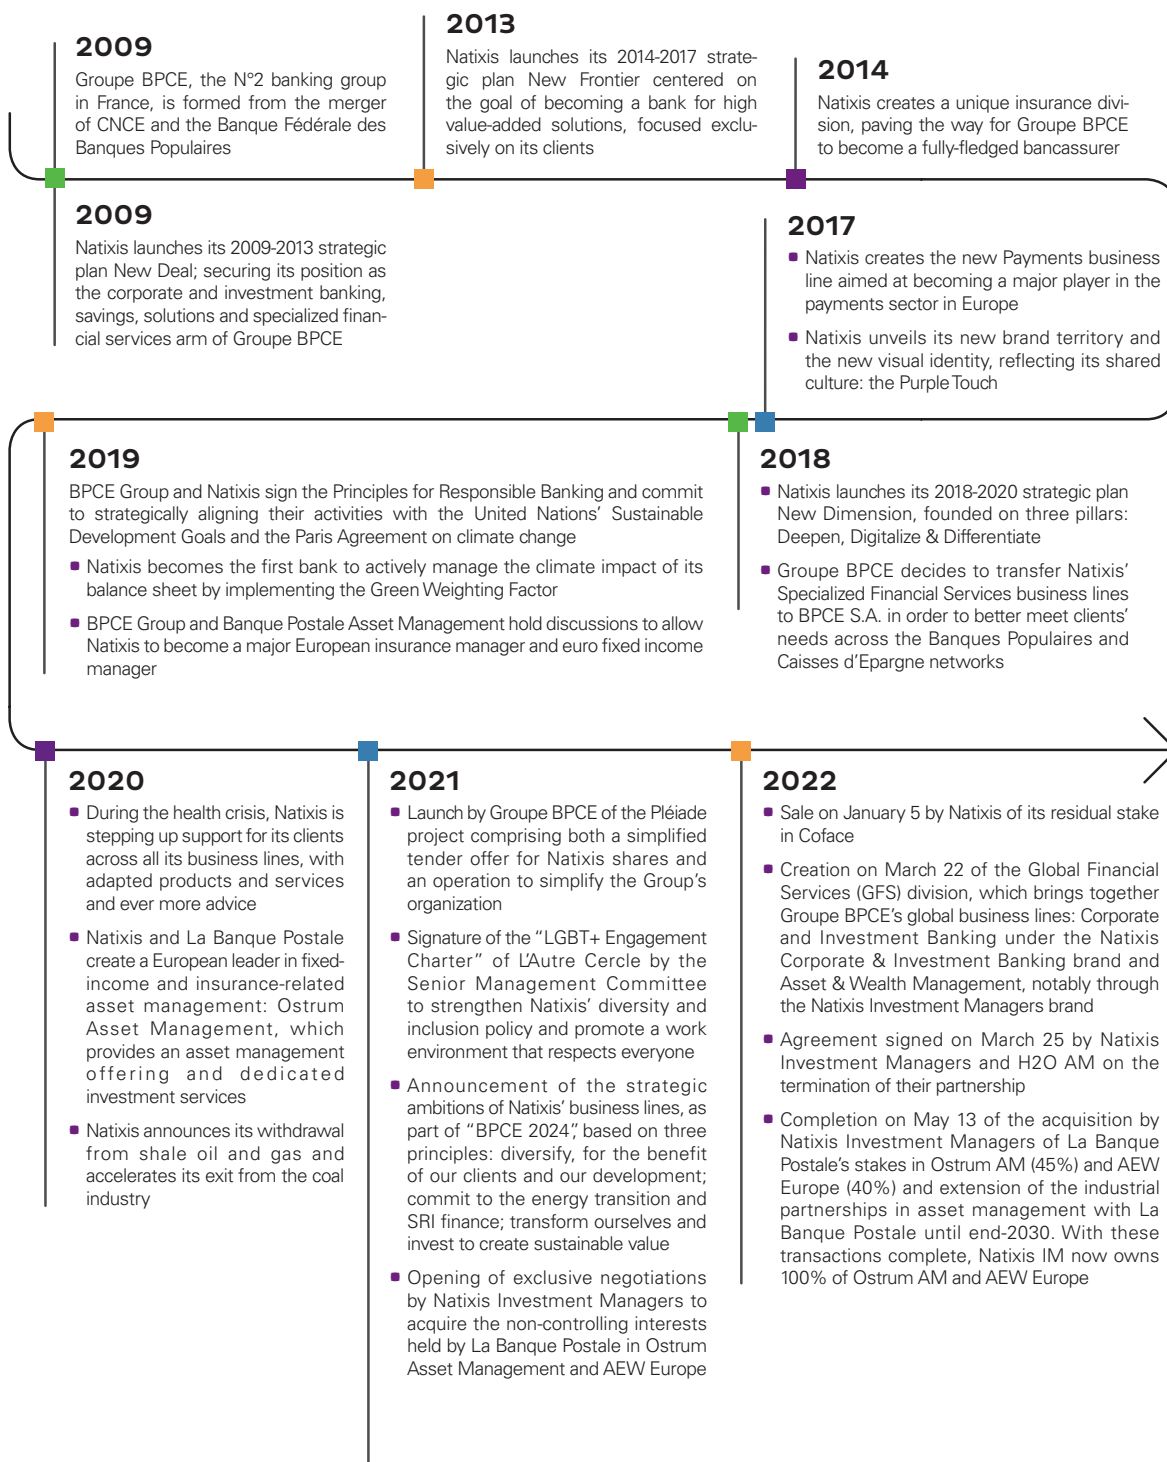 2009
Groupe BPCE, the N°2 banking group
in France, is formed from the merger
of CNCE and the Banque Fédérale des
Banques Populaires
2009
Natixis launches its 2009-2013 strategic
plan New Deal; securing its position as
the corporate and investment banking,
savings, solutions and specialized finan-
cial services arm of Groupe BPCE
2013
Natixis launches its 2014-2017 strate-
gic plan New Frontier centered on
the goal of becoming a bank for high
value-added solutions, focused exclu-
sively on its clients
2014
Natixis creates a unique insurance divi-
sion, paving the way for Groupe BPCE
to become a fully-fledged bancassurer
2017
Natixis creates the new Payments business
line aimed at becoming a major player in the
payments sector in Europe
Natixis unveils its new brand territory and
the new visual identity, reflecting its shared
culture: the Purple Touch
2018
Natixis launches its 2018-2020 strategic plan
New Dimension, founded on three pillars:
Deepen, Digitalize & Differentiate
Groupe BPCE decides to transfer Natixis’
Specialized Financial Services business lines
to BPCE S.A. in order to better meet clients’
needs across the Banques Populaires and
Caisses d’Epargne networks
2019
BPCE Group and Natixis sign the Principles for Responsible Banking and commit
to strategically aligning their activities with the United Nations’ Sustainable
Development Goals and the Paris Agreement on climate change
Natixis becomes the first bank to actively manage the climate impact of its
balance sheet by implementing the Green Weighting Factor
BPCE Group and Banque Postale Asset Management hold discussions to allow
Natixis to become a major European insurance manager and euro fixed income
manager
2020
During the health crisis, Natixis is
stepping up support for its clients
across all its business lines, with
adapted products and services
and ever more advice
Natixis and La Banque Postale
create a European leader in fixed-
income and insurance-related
asset management: Ostrum
Asset Management, which
provides an asset management
offering and dedicated
investment services
Natixis announces its withdrawal
from shale oil and gas and
accelerates its exit from the coal
industry
2021
Launch by Groupe BPCE of the Pléiade
project comprising both a simplified
tender offer for Natixis shares and
an operation to simplify the Group’s
organization
Signature of the “LGBT+ Engagement
Charter” of L’Autre Cercle by the
Senior Management Committee
to strengthen Natixis’ diversity and
inclusion policy and promote a work
environment that respects everyone
Announcement of the strategic
ambitions of Natixis’ business lines, as
part of “BPCE 2024”, based on three
principles: diversify, for the benefit
of our clients and our development;
commit to the energy transition and
SRI finance; transform ourselves and
invest to create sustainable value
Opening of exclusive negotiations
by Natixis Investment Managers to
acquire the non-controlling interests
held by La Banque Postale in Ostrum
Asset Management and AEW Europe
2022
Sale on January 5 by Natixis of its residual stake
in Coface
Creation on March 22 of the Global Financial
Services (GFS) division, which brings together
Groupe BPCE’s global business lines: Corporate
and Investment Banking under the Natixis
Corporate & Investment Banking brand and
Asset & Wealth Management, notably through
the Natixis Investment Managers brand
Agreement signed on March 25 by Natixis
Investment Managers and H2O AM on the
termination of their partnership
Completion on May 13 of the acquisition by
Natixis Investment Managers of La Banque
Postale’s stakes in Ostrum AM (45%) and AEW
Europe (40%) and extension of the industrial
partnerships in asset management with La
Banque Postale until end-2030. With these
transactions complete, Natixis IM now owns
100% of Ostrum AM and AEW Europe